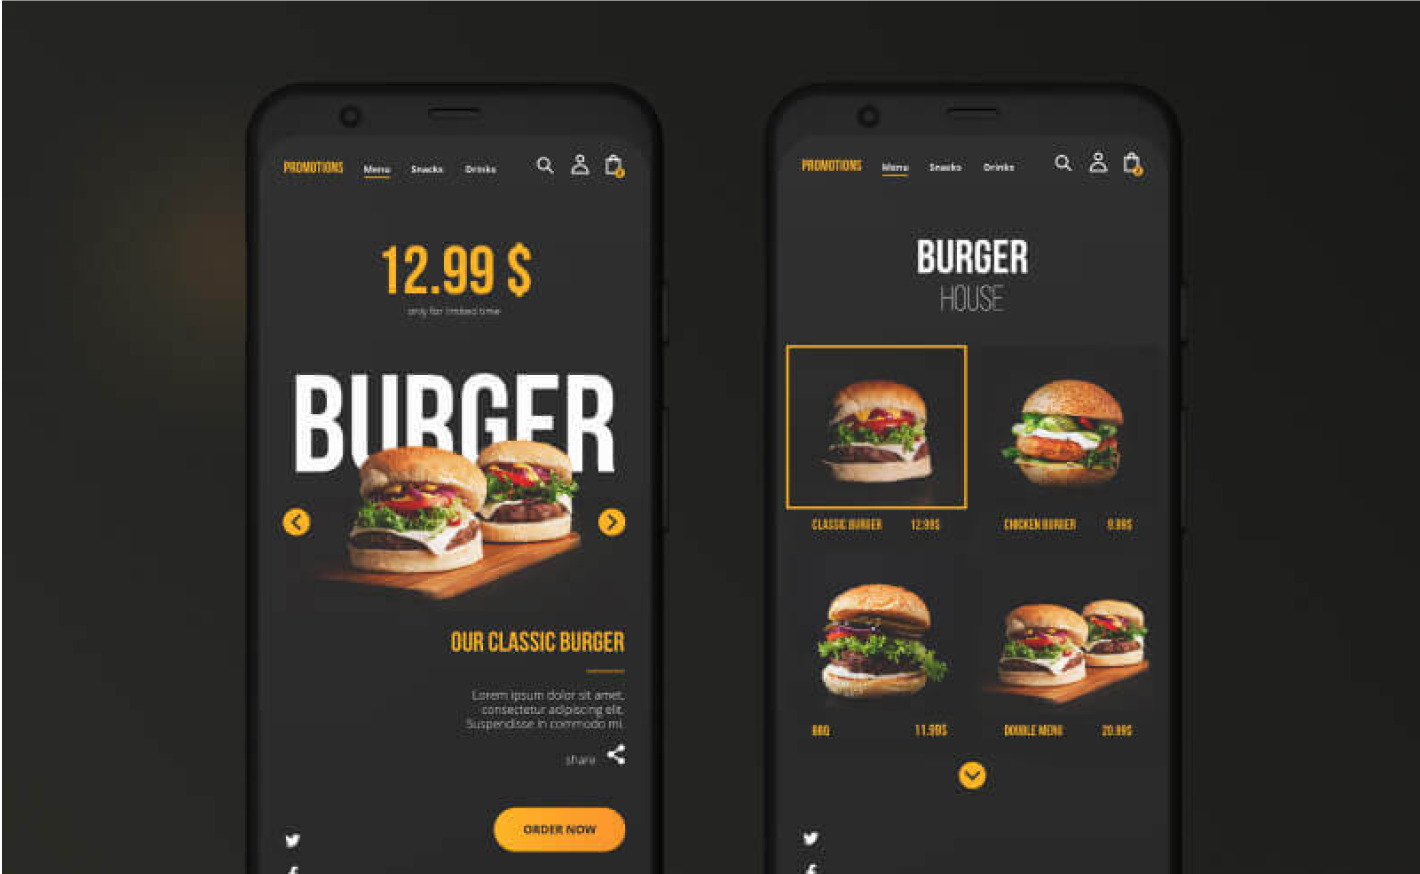 PROMOTIONS Menu Snacks Drinks
12.99 $
only for limited time
BURGER
OUR CLASSIC BURGER
Lorem ipsum dolor sit amet,
consectetur adipiscing elit.
Suspendisse in commodo mi.
share
ORDER NOW
PROMOTIONS Menu Snacks Drinks
BURGER
HOUSE
CLASSIC BURGER 12.99$
CHICKEN BURGER 9.99$
BBQ 11.99$
DOUBLE MENU 20.99$